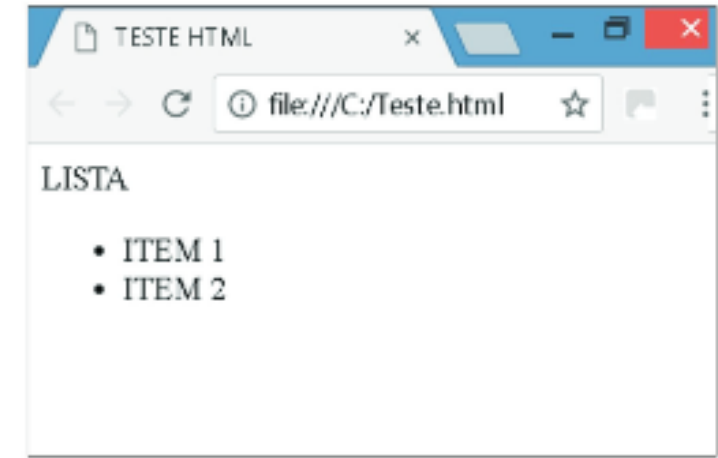 TESTE HTML
file:///C:/Teste.html
LISTA
• ITEM 1
• ITEM 2